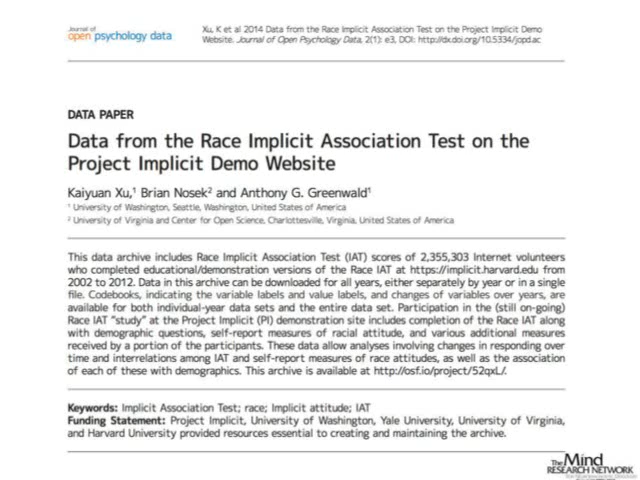 Journal of
open psychology data
Xu, K et al 2014 Data from the Race Implicit Association Test on the Project Implicit Demo
Website. Journal of Open Psychology Data, 2(1): e3, DOI: http://dx.doi.org/10.5334/jopd.ac
DATA PAPER
Data from the Race Implicit Association Test on the
Project Implicit Demo Website
Kaiyuan Xu,¹ Brian Nosek² and Anthony G. Greenwald¹
¹ University of Washington, Seattle, Washington, United States of America
² University of Virginia and Center for Open Science, Charlottesville, Virginia, United States of America
This data archive includes Race Implicit Association Test (IAT) scores of 2,355,303 Internet volunteers
who completed educational/demonstration versions of the Race IAT at https://implicit.harvard.edu from
2002 to 2012. Data in this archive can be downloaded for all years, either separately by year or in a single
file. Codebooks, indicating the variable labels and value labels, and changes of variables over years, are
available for both individual-year data sets and the entire data set. Participation in the (still on-going)
Race IAT "study" at the Project Implicit (PI) demonstration site includes completion of the Race IAT along
with demographic questions, self-report measures of racial attitude, and various additional measures
received by a portion of the participants. These data allow analyses involving changes in responding over
time and interrelations among IAT and self-report measures of race attitudes, as well as the association
of each of these with demographics. This archive is available at http://osf.io/project/52qxL/.
Keywords: Implicit Association Test; race; Implicit attitude; IAT
Funding Statement: Project Implicit, University of Washington, Yale University, University of Virginia,
and Harvard University provided resources essential to creating and maintaining the archive.
The Mind
RESEARCH NETWORK